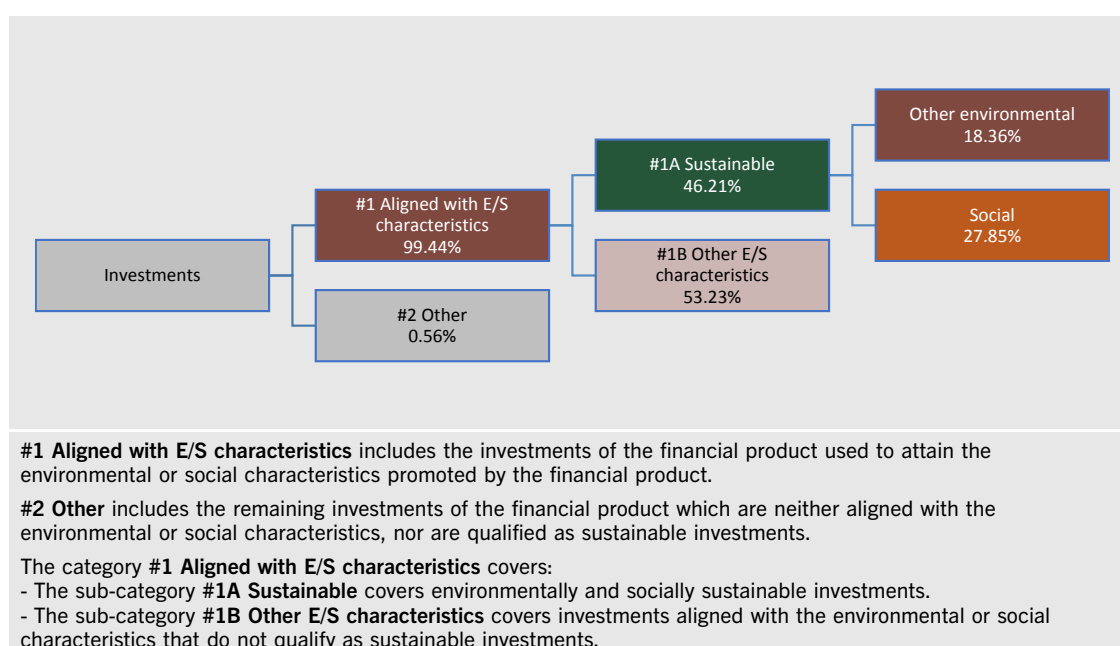 Investments
#1 Aligned with E/S
characteristics
99.44%
#2 Other
0.56%
#1A Sustainable
46.21%
#1B Other E/S
characteristics
53.23%
Other environmental
18.36%
Social
27.85%
#1 Aligned with E/S characteristics includes the investments of the financial product used to attain the
environmental or social characteristics promoted by the financial product.
#2 Other includes the remaining investments of the financial product which are neither aligned with the
environmental or social characteristics, nor are qualified as sustainable investments.
The category #1 Aligned with E/S characteristics covers:
- The sub-category #1A Sustainable covers environmentally and socially sustainable investments.
- The sub-category #1B Other E/S characteristics covers investments aligned with the environmental or social
characteristics that do not qualify as sustainable investments.